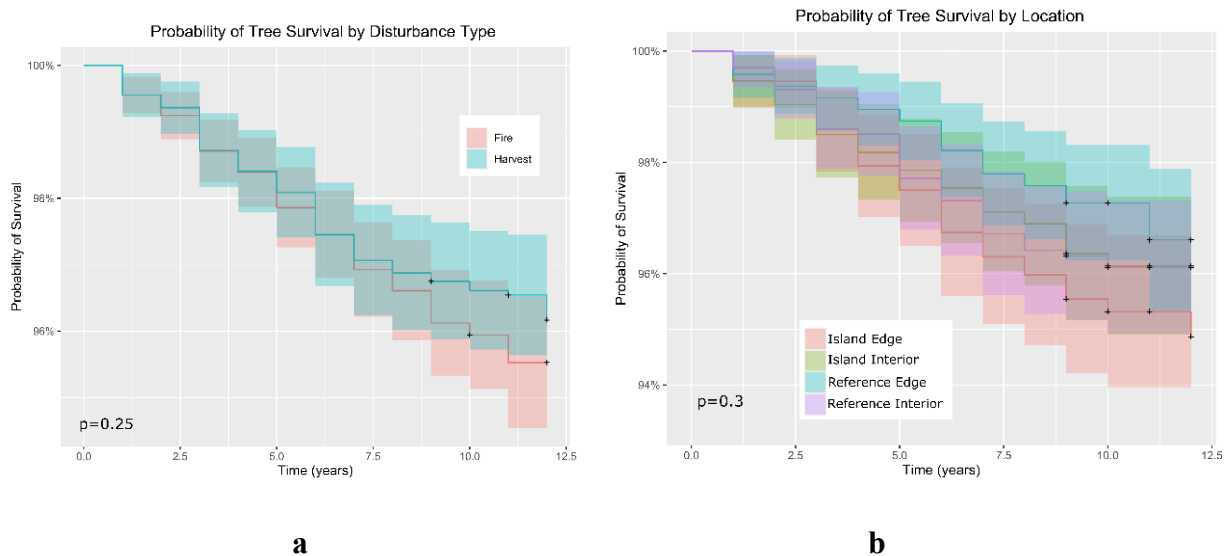 Probability of Tree Survival by Disturbance Type
Probability of Survival
100%
98%
96%
Fire
Harvest
p=0.25
0.0 2.5 5.0 7.5 10.0 12.5
Time (years)
a
Probability of Tree Survival by Location
Probability of Survival
100%
98%
96%
94%
Island Edge
Island Interior
Reference Edge
Reference Interior
p=0.3
0.0 2.5 5.0 7.5 10.0 12.5
Time (years)
b